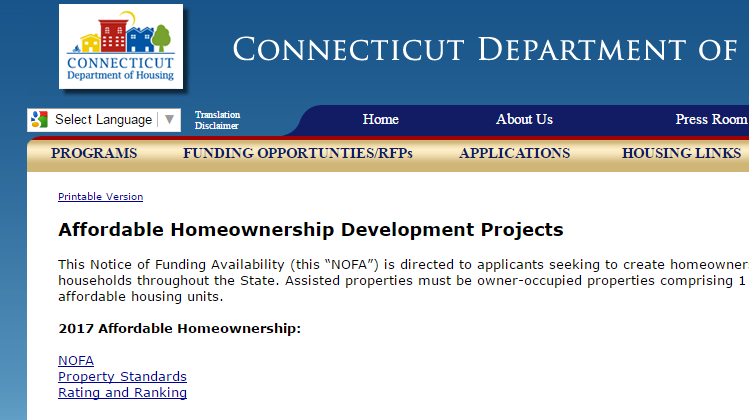 CONNECTICUT
Department of Housing
CONNECTICUT DEPARTMENT OF
Select Language
Translation
Disclaimer
Home
About Us
Press Room
PROGRAMS
FUNDING OPPORTUNTIES/RFPs
APPLICATIONS
HOUSING LINKS
Printable Version
Affordable Homeownership Development Projects
This Notice of Funding Availability (this “NOFA”) is directed to applicants seeking to create homeowner
households throughout the State. Assisted properties must be owner-occupied properties comprising 1
affordable housing units.
2017 Affordable Homeownership:
NOFA
Property Standards
Rating and Ranking